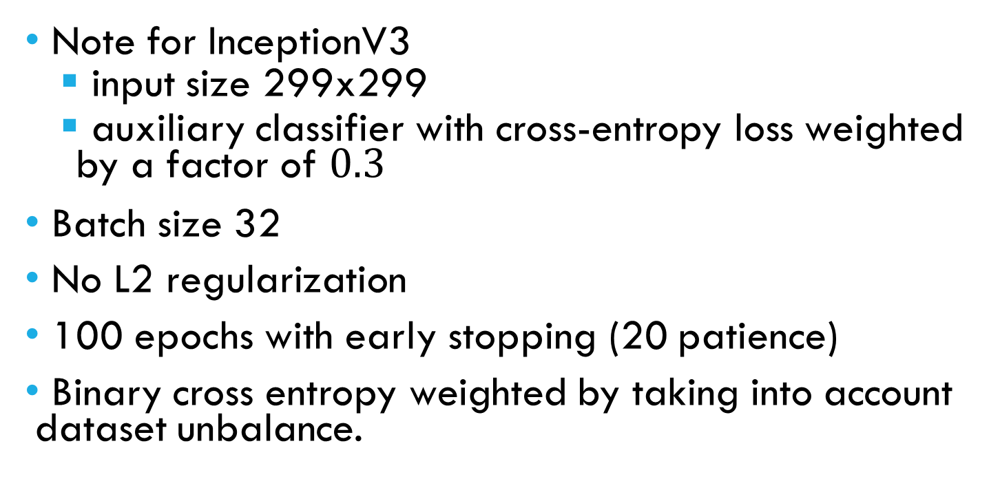 • Note for InceptionV3
▪ input size 299x299
▪ auxiliary classifier with cross-entropy loss weighted
by a factor of 0.3
• Batch size 32
• No L2 regularization
• 100 epochs with early stopping (20 patience)
• Binary cross entropy weighted by taking into account
dataset unbalance.